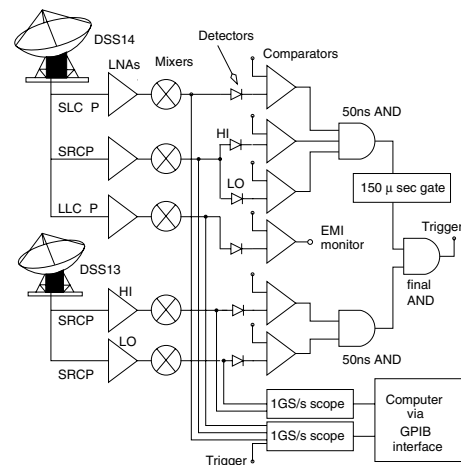 DSS14
LNAs
Mixers
Detectors
Comparators
SLC P
50ns AND
HI
SRCP
LO
150 μ sec gate
LLC P
EMI
monitor
Trigger
DSS13
final
AND
HI
SRCP
LO
50ns AND
SRCP
1GS/s scope
Computer
via
GPIB
interface
1GS/s scope
Trigger